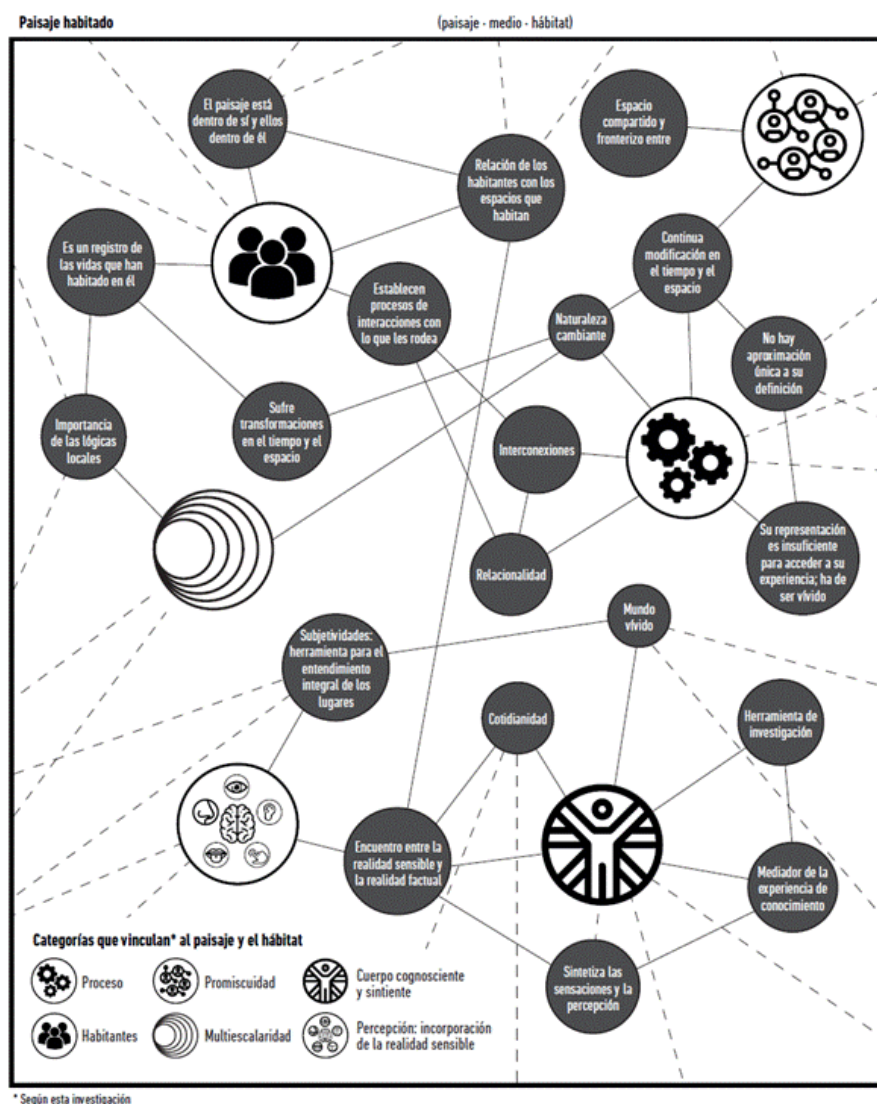 Paisaje habitado
(paisaje - medio - hábitat)
El paisaje está
dentro de sí y ellos
dentro de él
Espacio
compartido y
fronterizo entre
Relación de los
habitantes con los
espacios que
habitan
Es un registro de
las vidas que han
habitado en él
Continua
modificación en
el tiempo y el
espacio
Establecen
procesos de
interacciones con
lo que les rodea
Naturaleza
cambiante
No hay
aproximación
única a su
definición
Importancia
de las lógicas
locales
Sufre
transformaciones
en el tiempo y el
espacio
Interconexiones
Su representación
es insuficiente
para acceder a su
experiencia; ha de
ser vívido
Relacionalidad
Mundo
vívido
Subjetividades:
herramienta para el
entendimiento
integral de los
lugares
Cotidianidad
Herramienta de
investigación
Encuentro entre la
realidad sensible y
la realidad factual
Mediador de la
experiencia de
conocimiento
Sintetiza las
sensaciones y la
percepción
Categorías que vinculan* al paisaje y el hábitat
Proceso
Promiscuidad
Cuerpo cognosciente
y sintiente
Habitantes
Multiescalaridad
Percepción: incorporación
de la realidad sensible
* Según esta investigación